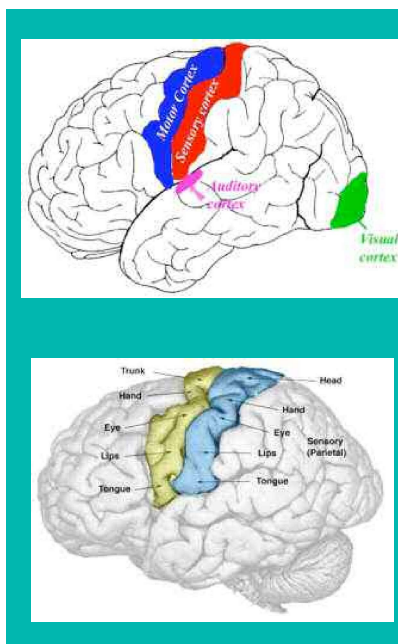 Motor Cortex
Sensory cortex
Auditory
cortex
Visual
cortex
Trunk
Head
Hand
Hand
Eye
Eye
Sensory
(Parietal)
Lips
Lips
Tongue
Tongue